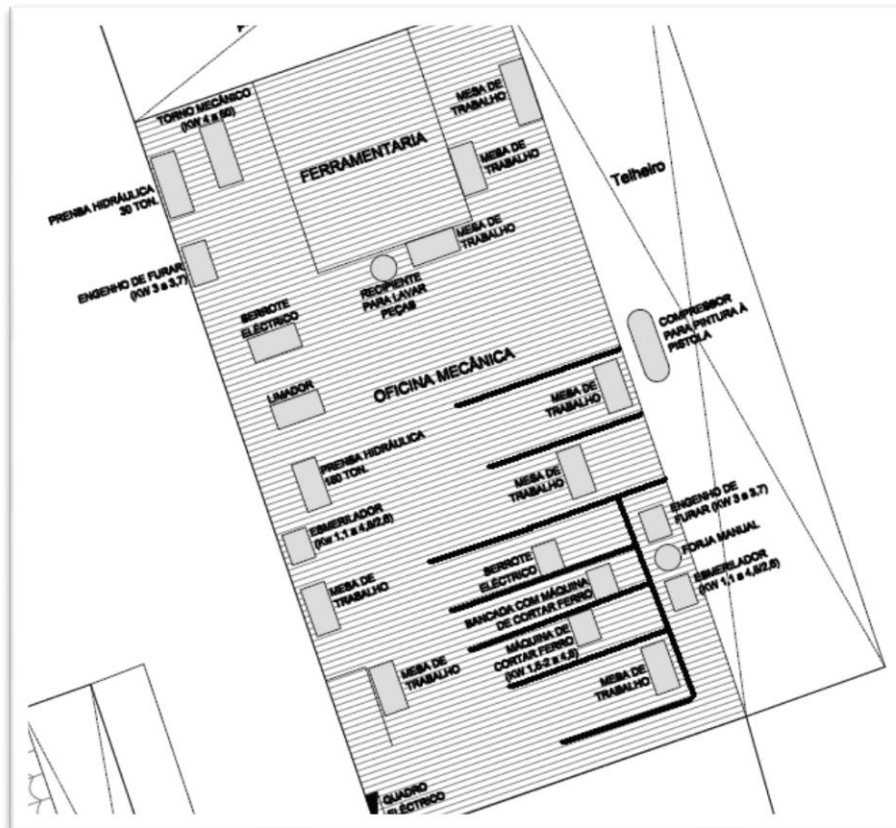 TORNO MECÂNICO
(KW 4 a 60)
MESA DE
TRABALHO
FERRAMENTARIA
MESA DE
TRABALHO
Telheiro
PRENSA HIDRÁULICA
30 TON.
MESA DE
TRABALHO
ENGENHO DE FURAR
(KW 3 a 3,7)
RECIPIENTE
PARA LAVAR
PEÇAS
SERROTE
ELÉCTRICO
COMPRESSOR
PARA PINTURA À
PISTOLA
OFICINA MECÂNICA
LIMADOR
MESA DE
TRABALHO
PRENSA HIDRÁULICA
150 TON.
MESA DE
TRABALHO
ENGENHO DE
FURAR (KW 3 a 3,7)
ESMERILADOR
(Kw 1,1 a 4,8/2,6)
FORJA MANUAL
SERROTE
ELÉCTRICO
ESMERILADOR
(KW 1,1 a 4,8/2,6)
MESA DE
TRABALHO
BANCADA COM MÁQUINA
DE CORTAR FERRO
MÁQUINA DE
CORTAR FERRO
(KW 1,5-2 a 4,8)
MESA DE
TRABALHO
MESA DE
TRABALHO
QUADRO
ELÉCTRICO